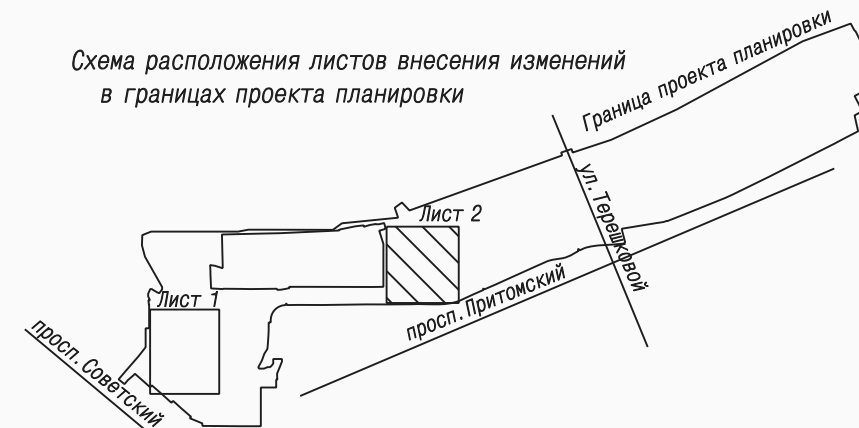 Схема расположения листов внесения изменений
в границах проекта планировки
Граница проекта планировки
ул. Терешковой
Лист 2
просп. Притомский
Лист 1
просп. Советский